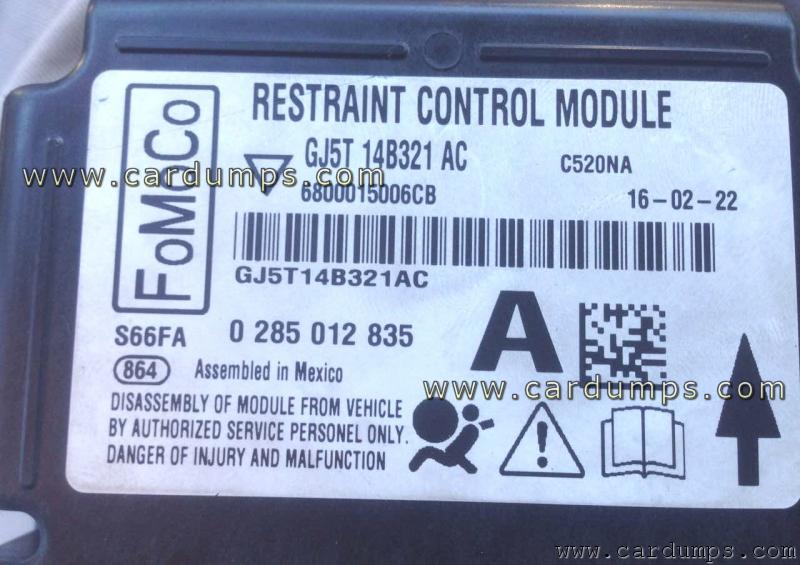 FoMoCo
RESTRAINT CONTROL MODULE
GJ5T 14B321 AC C520NA
www.cardumps.com
6800015006CB 16-02-22
GJ5T14B321AC
S66FA 0 285 012 835 A
864 Assembled in Mexico
www.cardumps.com
DISASSEMBLY OF MODULE FROM VEHICLE
BY AUTHORIZED SERVICE PERSONEL ONLY.
DANGER OF INJURY AND MALFUNCTION
www.cardumps.com